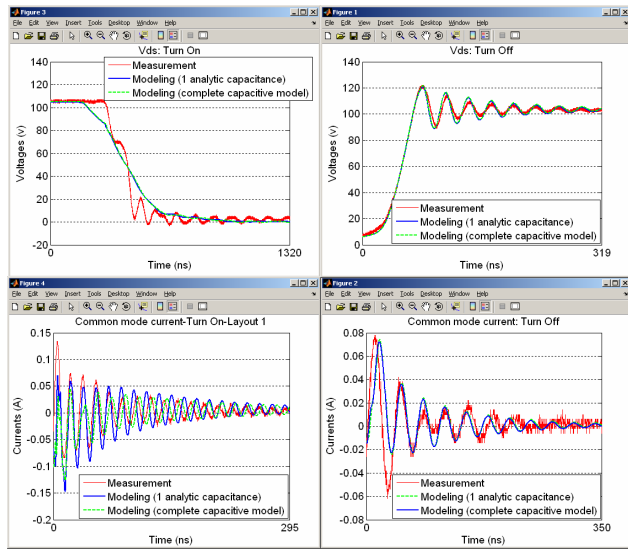 Figure 3
File Edit View Insert Tools Desktop Window Help
Vds: Turn On
140
120
100
80
60
40
20
0
-20
Voltages (v)
Measurement
Modeling (1 analytic capacitance)
Modeling (complete capacitive model)
0
1320
Time (ns)
Figure 1
File Edit View Insert Tools Desktop Window Help
Vds: Turn Off
140
120
100
80
60
40
20
0
Voltages (v)
Measurement
Modeling (1 analytic capacitance)
Modeling (complete capacitive model)
0
319
Time (ns)
Figure 4
File Edit View Insert Tools Desktop Window Help
Common mode current-Turn On-Layout 1
0.15
0.1
0.05
0
-0.05
-0.1
-0.15
-0.2
Currents (A)
Measurement
Modeling (1 analytic capacitance)
Modeling (complete capacitive model)
0
295
Time (ns)
Figure 2
File Edit View Insert Tools Desktop Window Help
Common mode current: Turn Off
0.08
0.06
0.04
0.02
0
-0.02
-0.04
-0.06
-0.08
Currents (A)
Measurement
Modeling (1 analytic capacitance)
Modeling (complete capacitive model)
0
350
Time (ns)